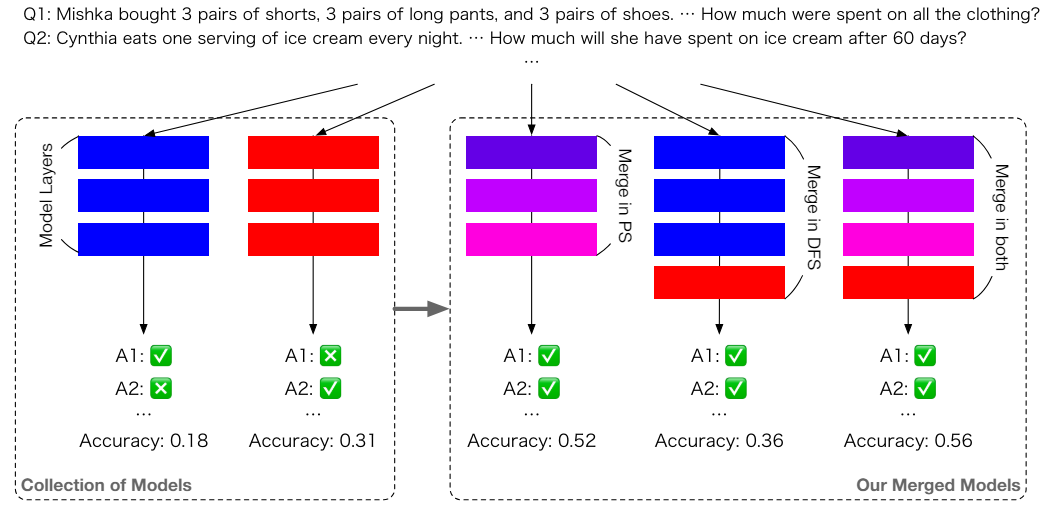 Q1: Mishka bought 3 pairs of shorts, 3 pairs of long pants, and 3 pairs of shoes. ⋯ How much were spent on all the clothing?
Q2: Cynthia eats one serving of ice cream every night. ⋯ How much will she have spent on ice cream after 60 days?
⋯
Model Layers
Merge in PS
Merge in DFS
Merge in both
A1: ✅
A2: ❎
⋯
Accuracy: 0.18
A1: ❎
A2: ✅
⋯
Accuracy: 0.31
A1: ✅
A2: ✅
⋯
Accuracy: 0.52
A1: ✅
A2: ✅
⋯
Accuracy: 0.36
A1: ✅
A2: ✅
⋯
Accuracy: 0.56
Collection of Models
Our Merged Models